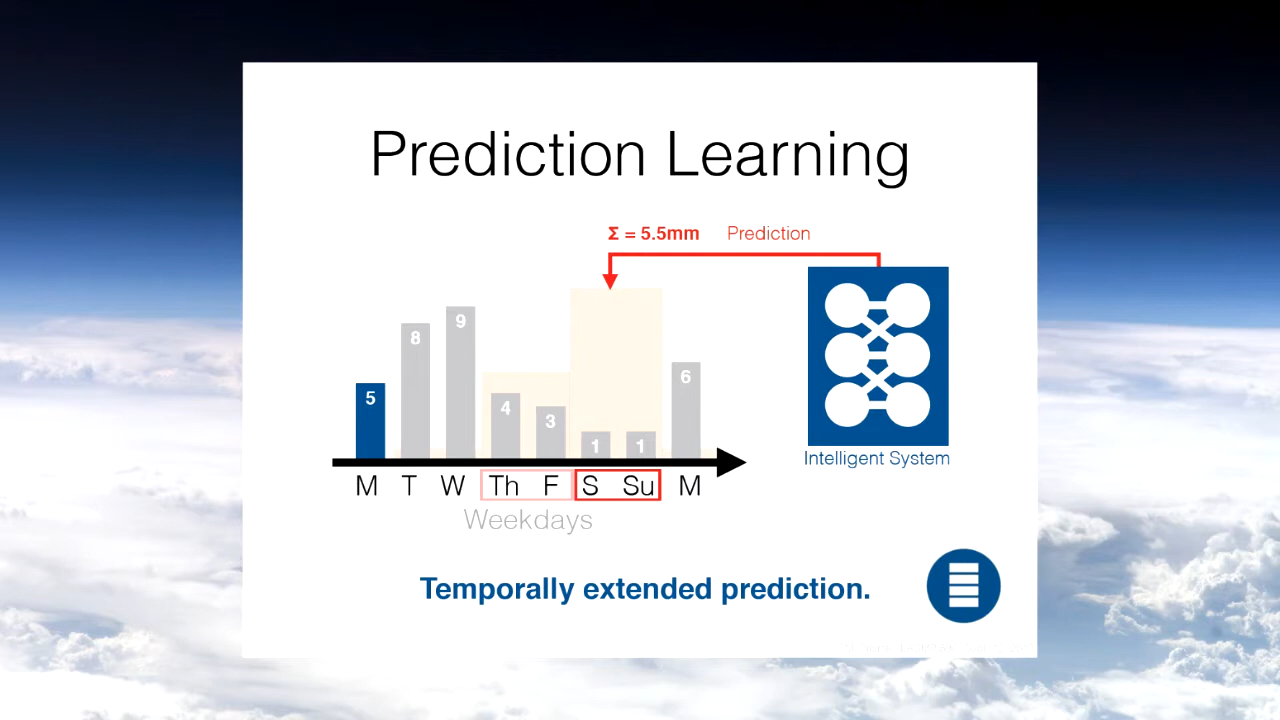 Prediction Learning
Σ = 5.5mm Prediction
5 8 9 4 3 1 1 6
M T W Th F S Su M
Weekdays
Intelligent System
Temporally extended prediction.